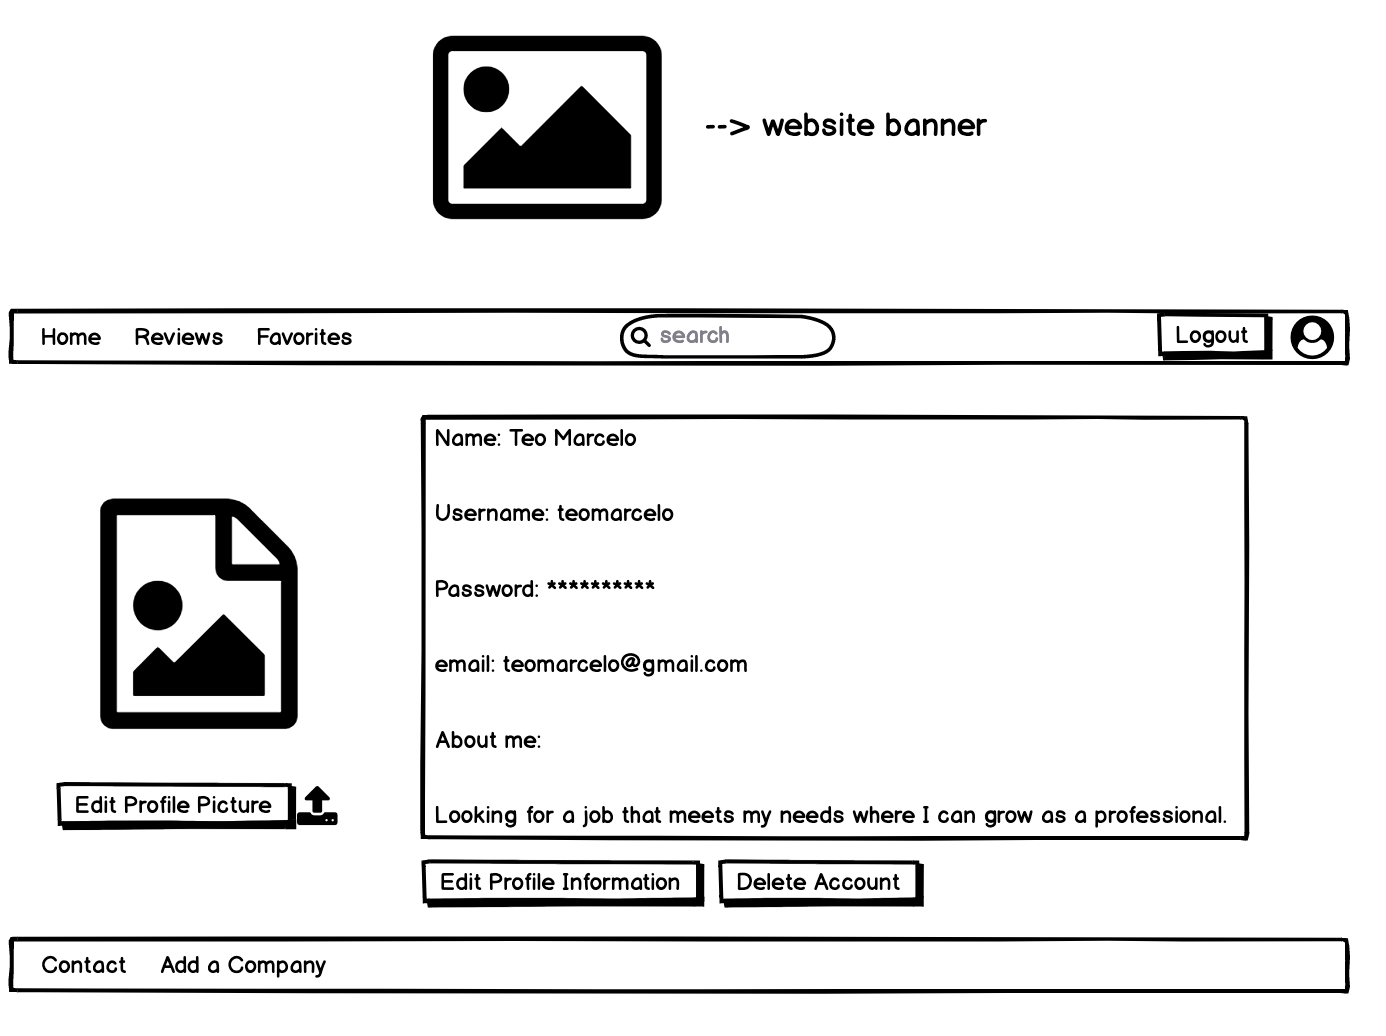 --> website banner
Home Reviews Favorites search Logout
Name: Teo Marcelo
Username: teomarcelo
Password: **********
email: teomarcelo@gmail.com
About me:
Looking for a job that meets my needs where I can grow as a professional.
Edit Profile Picture
Edit Profile Information Delete Account
Contact Add a Company